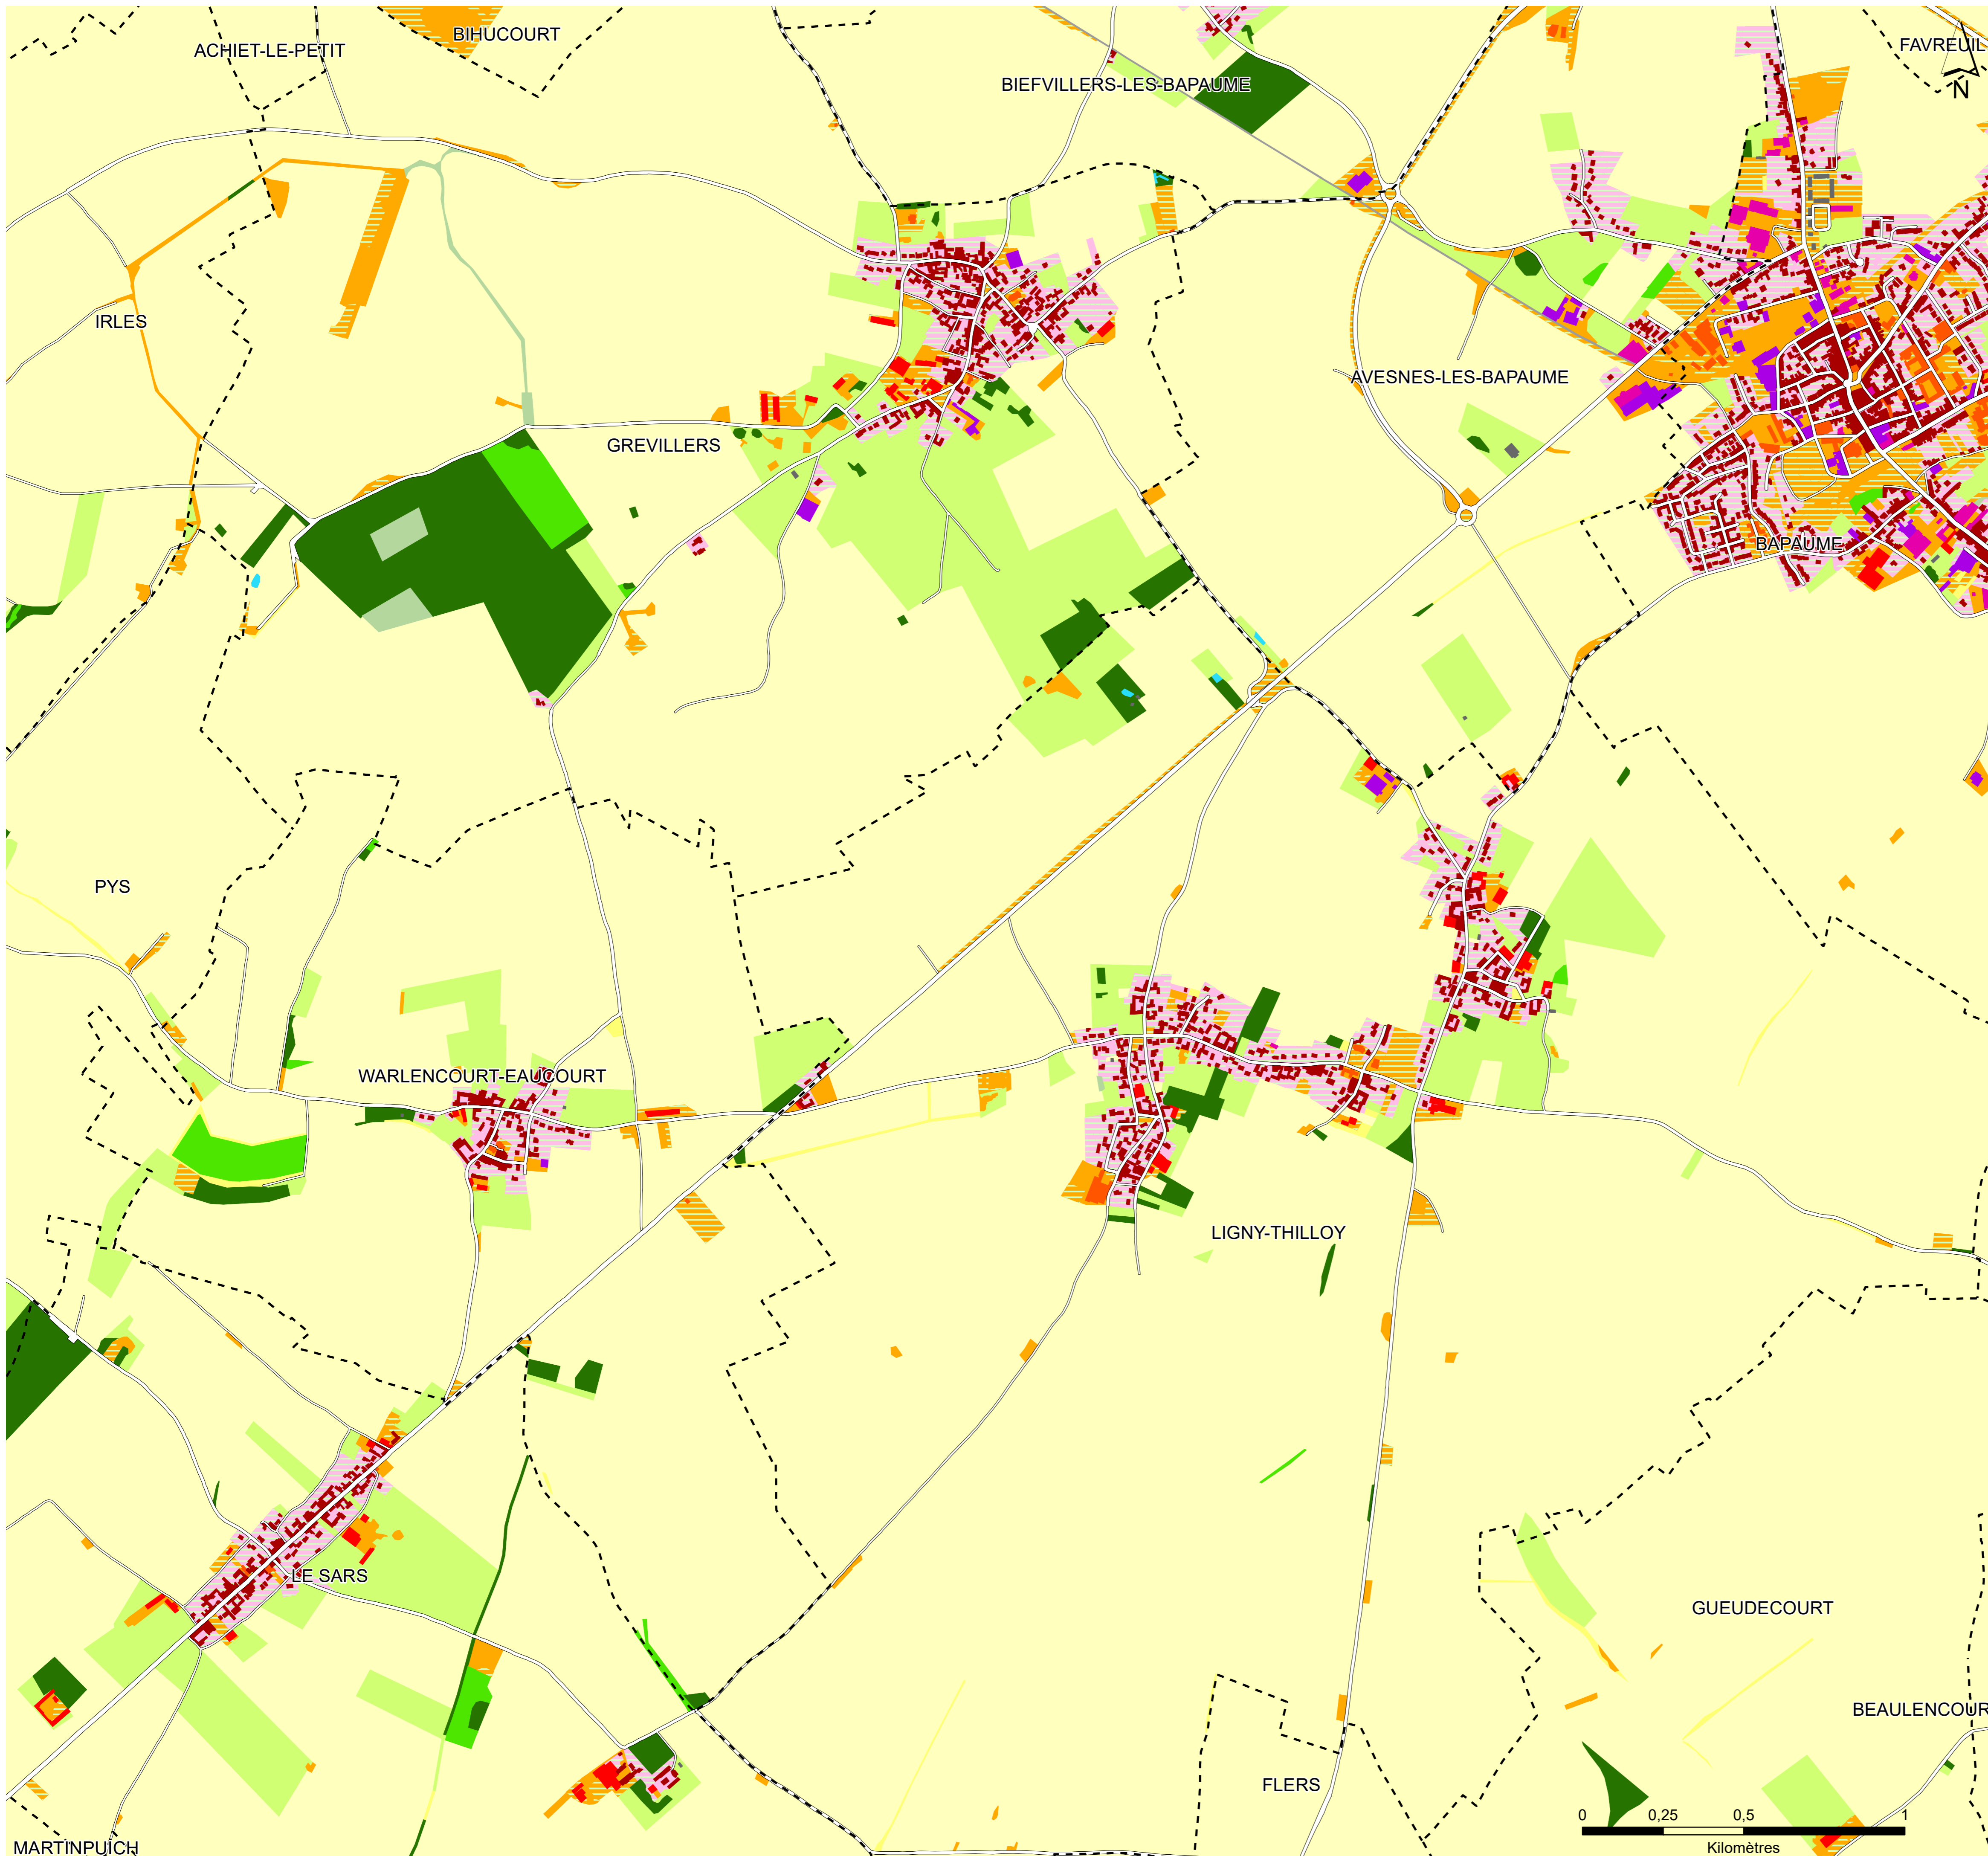 BIHUCOURT
ACHIET-LE-PETIT
FAVREUIL
BIEFVILLERS-LES-BAPAUME
N
IRLES
AVESNES-LES-BAPAUME
GREVILLERS
BAPAUME
PYS
WARLENCOURT-EAUCOURT
LIGNY-THILLOY
LE SARS
GUEUDECOURT
BEAULENCOUR
FLERS
0 0,25 0,5 1
Kilomètres
MARTINPUICH